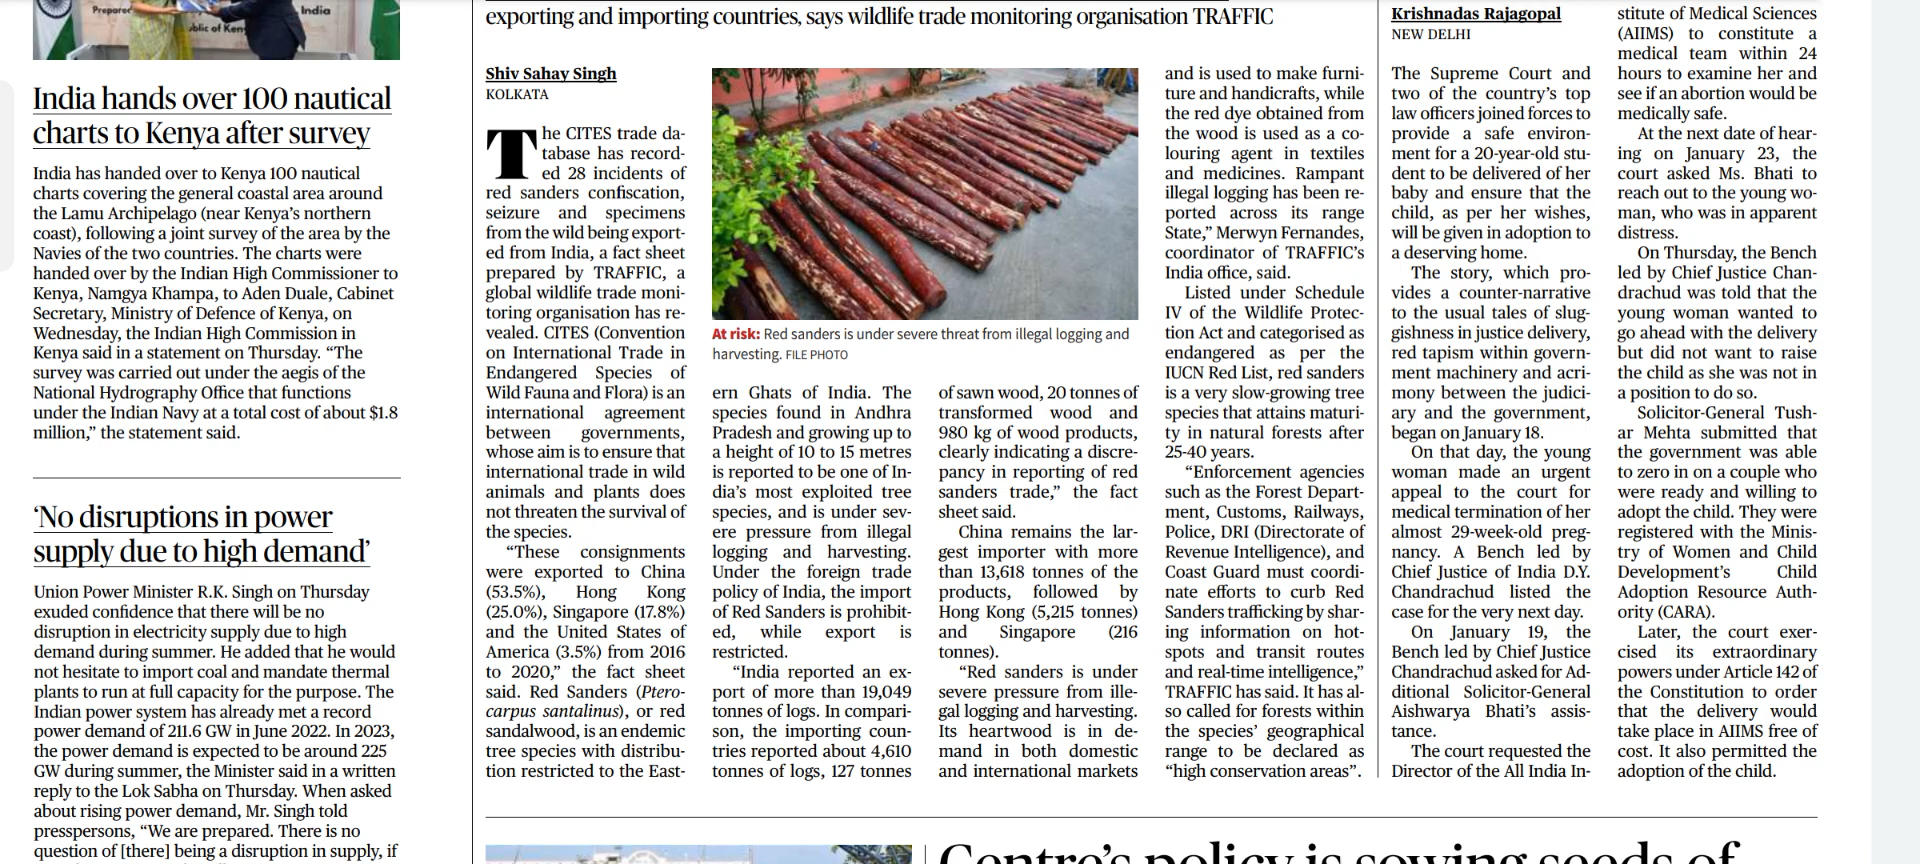 Prepared
India
ublic of Ken
India hands over 100 nautical
charts to Kenya after survey
India has handed over to Kenya 100 nautical
charts covering the general coastal area around
the Lamu Archipelago (near Kenya’s northern
coast), following a joint survey of the area by the
Navies of the two countries. The charts were
handed over by the Indian High Commissioner to
Kenya, Namgya Khampa, to Aden Duale, Cabinet
Secretary, Ministry of Defence of Kenya, on
Wednesday, the Indian High Commission in
Kenya said in a statement on Thursday. “The
survey was carried out under the aegis of the
National Hydrography Office that functions
under the Indian Navy at a total cost of about $1.8
million,” the statement said.
‘No disruptions in power
supply due to high demand’
Union Power Minister R.K. Singh on Thursday
exuded confidence that there will be no
disruption in electricity supply due to high
demand during summer. He added that he would
not hesitate to import coal and mandate thermal
plants to run at full capacity for the purpose. The
Indian power system has already met a record
power demand of 211.6 GW in June 2022. In 2023,
the power demand is expected to be around 225
GW during summer, the Minister said in a written
reply to the Lok Sabha on Thursday. When asked
about rising power demand, Mr. Singh told
presspersons, “We are prepared. There is no
question of [there] being a disruption in supply, if
exporting and importing countries, says wildlife trade monitoring organisation TRAFFIC
Shiv Sahay Singh
KOLKATA
The CITES trade da-
tabase has record-
ed 28 incidents of
red sanders confiscation,
seizure and specimens
from the wild being export-
ed from India, a fact sheet
prepared by TRAFFIC, a
global wildlife trade moni-
toring organisation has re-
vealed. CITES (Convention
on International Trade in
Endangered Species of
Wild Fauna and Flora) is an
international agreement
between governments,
whose aim is to ensure that
international trade in wild
animals and plants does
not threaten the survival of
the species.
“These consignments
were exported to China
(53.5%), Hong Kong
(25.0%), Singapore (17.8%)
and the United States of
America (3.5%) from 2016
to 2020,” the fact sheet
said. Red Sanders (Ptero-
carpus santalinus), or red
sandalwood, is an endemic
tree species with distribu-
tion restricted to the East-
At risk: Red sanders is under severe threat from illegal logging and
harvesting. FILE PHOTO
ern Ghats of India. The
species found in Andhra
Pradesh and growing up to
a height of 10 to 15 metres
is reported to be one of In-
dia’s most exploited tree
species, and is under sev-
ere pressure from illegal
logging and harvesting.
Under the foreign trade
policy of India, the import
of Red Sanders is prohibit-
ed, while export is
restricted.
“India reported an ex-
port of more than 19,049
tonnes of logs. In compari-
son, the importing coun-
tries reported about 4,610
tonnes of logs, 127 tonnes
of sawn wood, 20 tonnes of
transformed wood and
980 kg of wood products,
clearly indicating a discre-
pancy in reporting of red
sanders trade,” the fact
sheet said.
China remains the lar-
gest importer with more
than 13,618 tonnes of the
products, followed by
Hong Kong (5,215 tonnes)
and Singapore (216
tonnes).
“Red sanders is under
severe pressure from ille-
gal logging and harvesting.
Its heartwood is in de-
mand in both domestic
and international markets
and is used to make furni-
ture and handicrafts, while
the red dye obtained from
the wood is used as a co-
louring agent in textiles
and medicines. Rampant
illegal logging has been re-
ported across its range
State,” Merwyn Fernandes,
coordinator of TRAFFIC’s
India office, said.
Listed under Schedule
IV of the Wildlife Protec-
tion Act and categorised as
endangered as per the
IUCN Red List, red sanders
is a very slow-growing tree
species that attains maturi-
ty in natural forests after
25-40 years.
“Enforcement agencies
such as the Forest Depart-
ment, Customs, Railways,
Police, DRI (Directorate of
Revenue Intelligence), and
Coast Guard must coordi-
nate efforts to curb Red
Sanders trafficking by shar-
ing information on hot-
spots and transit routes
and real-time intelligence,”
TRAFFIC has said. It has al-
so called for forests within
the species’ geographical
range to be declared as
“high conservation areas”.
Krishnadas Rajagopal
NEW DELHI
The Supreme Court and
two of the country’s top
law officers joined forces to
provide a safe environ-
ment for a 20-year-old stu-
dent to be delivered of her
baby and ensure that the
child, as per her wishes,
will be given in adoption to
a deserving home.
The story, which pro-
vides a counter-narrative
to the usual tales of slug-
gishness in justice delivery,
red tapism within govern-
ment machinery and acri-
mony between the judici-
ary and the government,
began on January 18.
On that day, the young
woman made an urgent
appeal to the court for
medical termination of her
almost 29-week-old preg-
nancy. A Bench led by
Chief Justice of India D.Y.
Chandrachud listed the
case for the very next day.
On January 19, the
Bench led by Chief Justice
Chandrachud asked for Ad-
ditional Solicitor-General
Aishwarya Bhati’s assis-
tance.
The court requested the
Director of the All India In-
stitute of Medical Sciences
(AIIMS) to constitute a
medical team within 24
hours to examine her and
see if an abortion would be
medically safe.
At the next date of hear-
ing on January 23, the
court asked Ms. Bhati to
reach out to the young wo-
man, who was in apparent
distress.
On Thursday, the Bench
led by Chief Justice Chan-
drachud was told that the
young woman wanted to
go ahead with the delivery
but did not want to raise
the child as she was not in
a position to do so.
Solicitor-General Tush-
ar Mehta submitted that
the government was able
to zero in on a couple who
were ready and willing to
adopt the child. They were
registered with the Minis-
try of Women and Child
Development’s Child
Adoption Resource Auth-
ority (CARA).
Later, the court exer-
cised its extraordinary
powers under Article 142 of
the Constitution to order
that the delivery would
take place in AIIMS free of
cost. It also permitted the
adoption of the child.
Centre’s policy is sowing seeds of